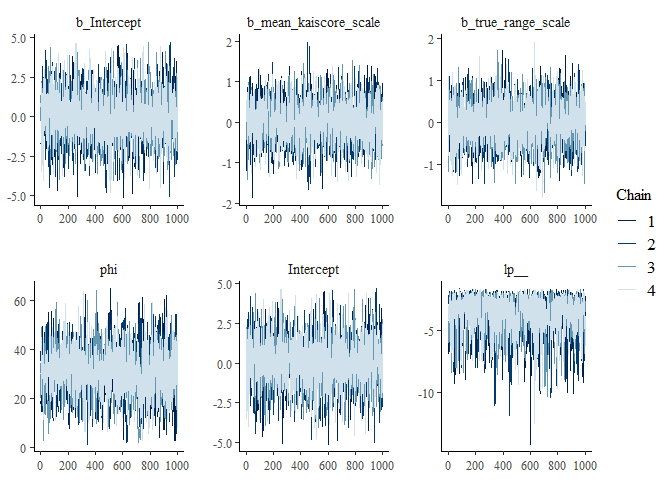 b_Intercept
5.0
2.5
0.0
-2.5
-5.0
0 200 400 600 800 1000
b_mean_kaiscore_scale
2
1
0
-1
-2
0 200 400 600 800 1000
b_true_range_scale
2
1
0
-1
0 200 400 600 800 1000
phi
60
40
20
0
0 200 400 600 800 1000
Intercept
5.0
2.5
0.0
-2.5
-5.0
0 200 400 600 800 1000
lp__
-5
-10
0 200 400 600 800 1000
Chain
1
2
3
4